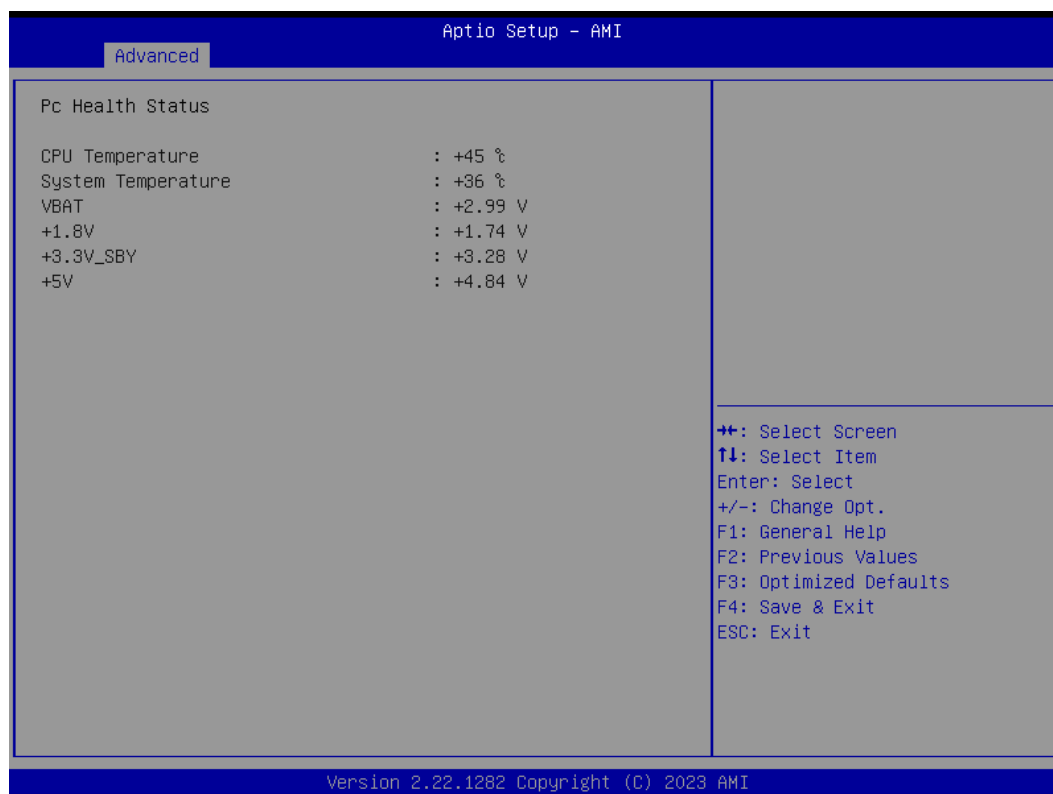 Aptio Setup – AMI
Advanced
Pc Health Status
CPU Temperature : +45 ℃
System Temperature : +36 ℃
VBAT : +2.99 V
+1.8V : +1.74 V
+3.3V_SBY : +3.28 V
+5V : +4.84 V
→←: Select Screen
↑↓: Select Item
Enter: Select
+/-: Change Opt.
F1: General Help
F2: Previous Values
F3: Optimized Defaults
F4: Save & Exit
ESC: Exit
Version 2.22.1282 Copyright (C) 2023 AMI